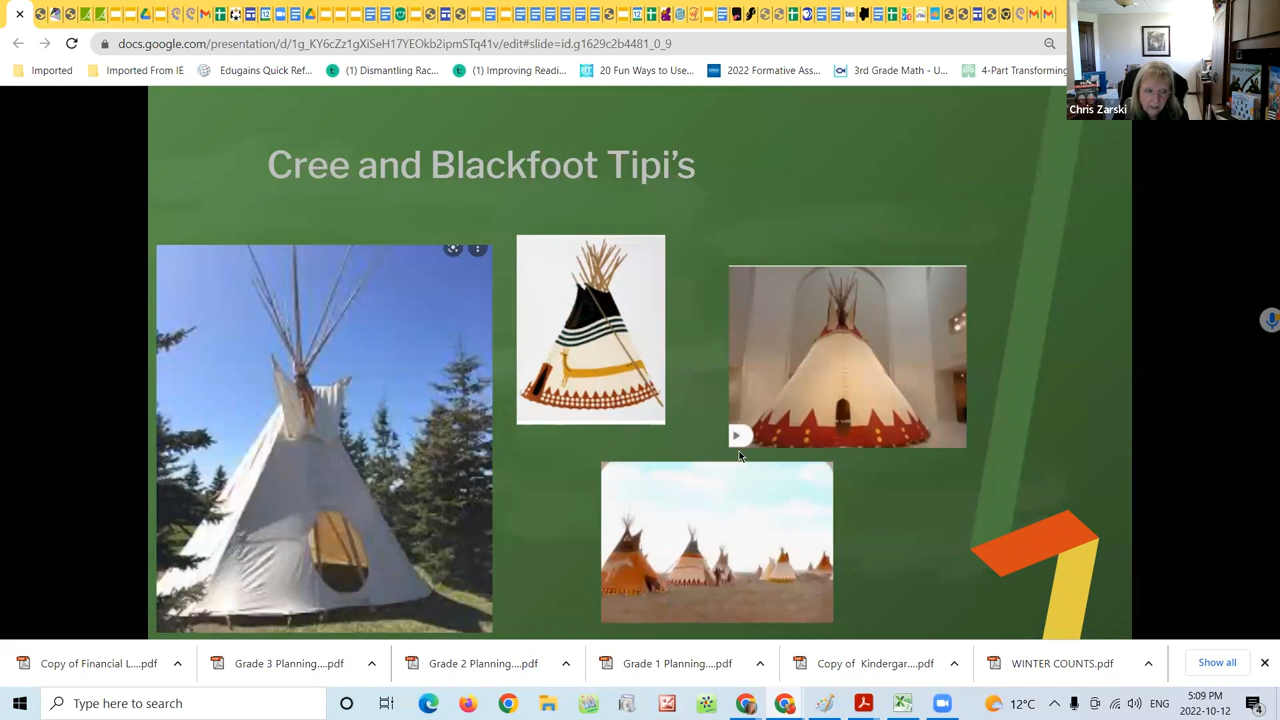 docs.google.com/presentation/d/1g_KY6cZz1gXiSeH17YEOkb2ipmSTq41v/edit#slide=id.g1629c2b4481_0_9
Imported
Imported From IE
Edugains Quick Ref...
(1) Dismantling Rac...
(1) Improving Readi...
20 Fun Ways to Use...
2022 Formative Ass...
3rd Grade Math - U...
4-Part Transforming
Chris Zarski
Cree and Blackfoot Tipi's
Copy of Financial L....pdf
Grade 3 Planning....pdf
Grade 2 Planning....pdf
Grade 1 Planning....pdf
Copy of Kindergar....pdf
WINTER COUNTS.pdf
Show all
Type here to search
12°C
ENG
5:09 PM
2022-10-12
4